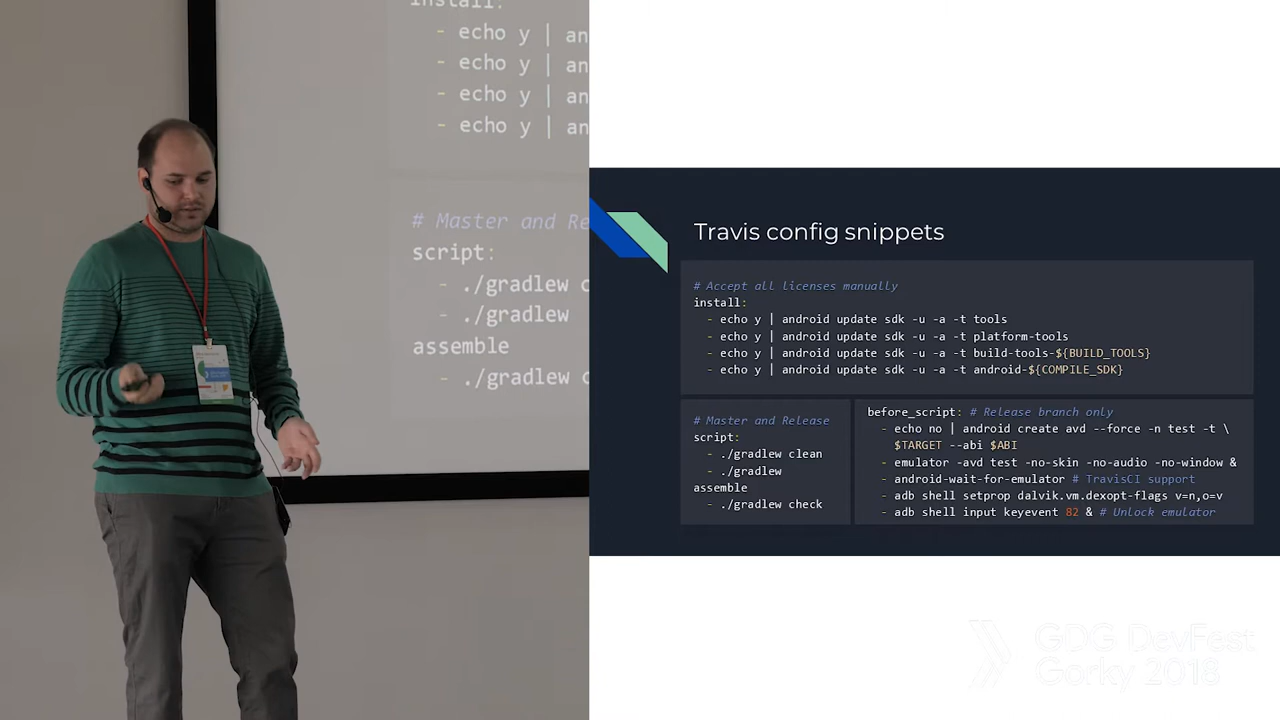 install:
- echo y | an
- echo y | an
- echo y | an
- echo y | an
# Master and Re
script:
- ./gradlew c
- ./gradlew
assemble
- ./gradlew c
Travis config snippets
# Accept all licenses manually
install:
- echo y | android update sdk -u -a -t tools
- echo y | android update sdk -u -a -t platform-tools
- echo y | android update sdk -u -a -t build-tools-${BUILD_TOOLS}
- echo y | android update sdk -u -a -t android-${COMPILE_SDK}
# Master and Release
script:
- ./gradlew clean
- ./gradlew
assemble
- ./gradlew check
before_script: # Release branch only
- echo no | android create avd --force -n test -t \
$TARGET --abi $ABI
- emulator -avd test -no-skin -no-audio -no-window &
- android-wait-for-emulator # TravisCI support
- adb shell setprop dalvik.vm.dexopt-flags v=n,o=v
- adb shell input keyevent 82 & # Unlock emulator
GDG DevFest
Gorky 2018